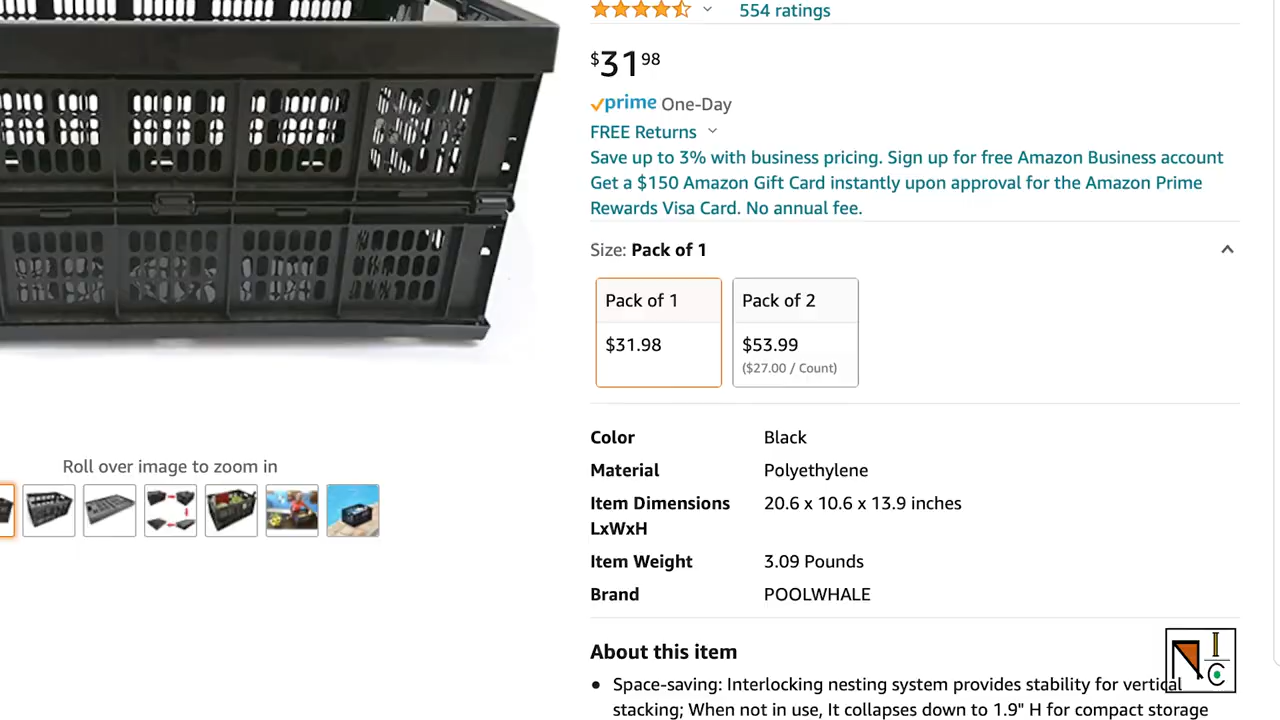 554 ratings
$31 98
prime One-Day
FREE Returns
Save up to 3% with business pricing. Sign up for free Amazon Business account
Get a $150 Amazon Gift Card instantly upon approval for the Amazon Prime
Rewards Visa Card. No annual fee.
Size: Pack of 1
Pack of 1
$31.98
Pack of 2
$53.99
($27.00 / Count)
Roll over image to zoom in
Color Black
Material Polyethylene
Item Dimensions 20.6 x 10.6 x 13.9 inches
LxWxH
Item Weight 3.09 Pounds
Brand POOLWHALE
About this item
I
C
• Space-saving: Interlocking nesting system provides stability for vertical
stacking; When not in use, It collapses down to 1.9" H for compact storage